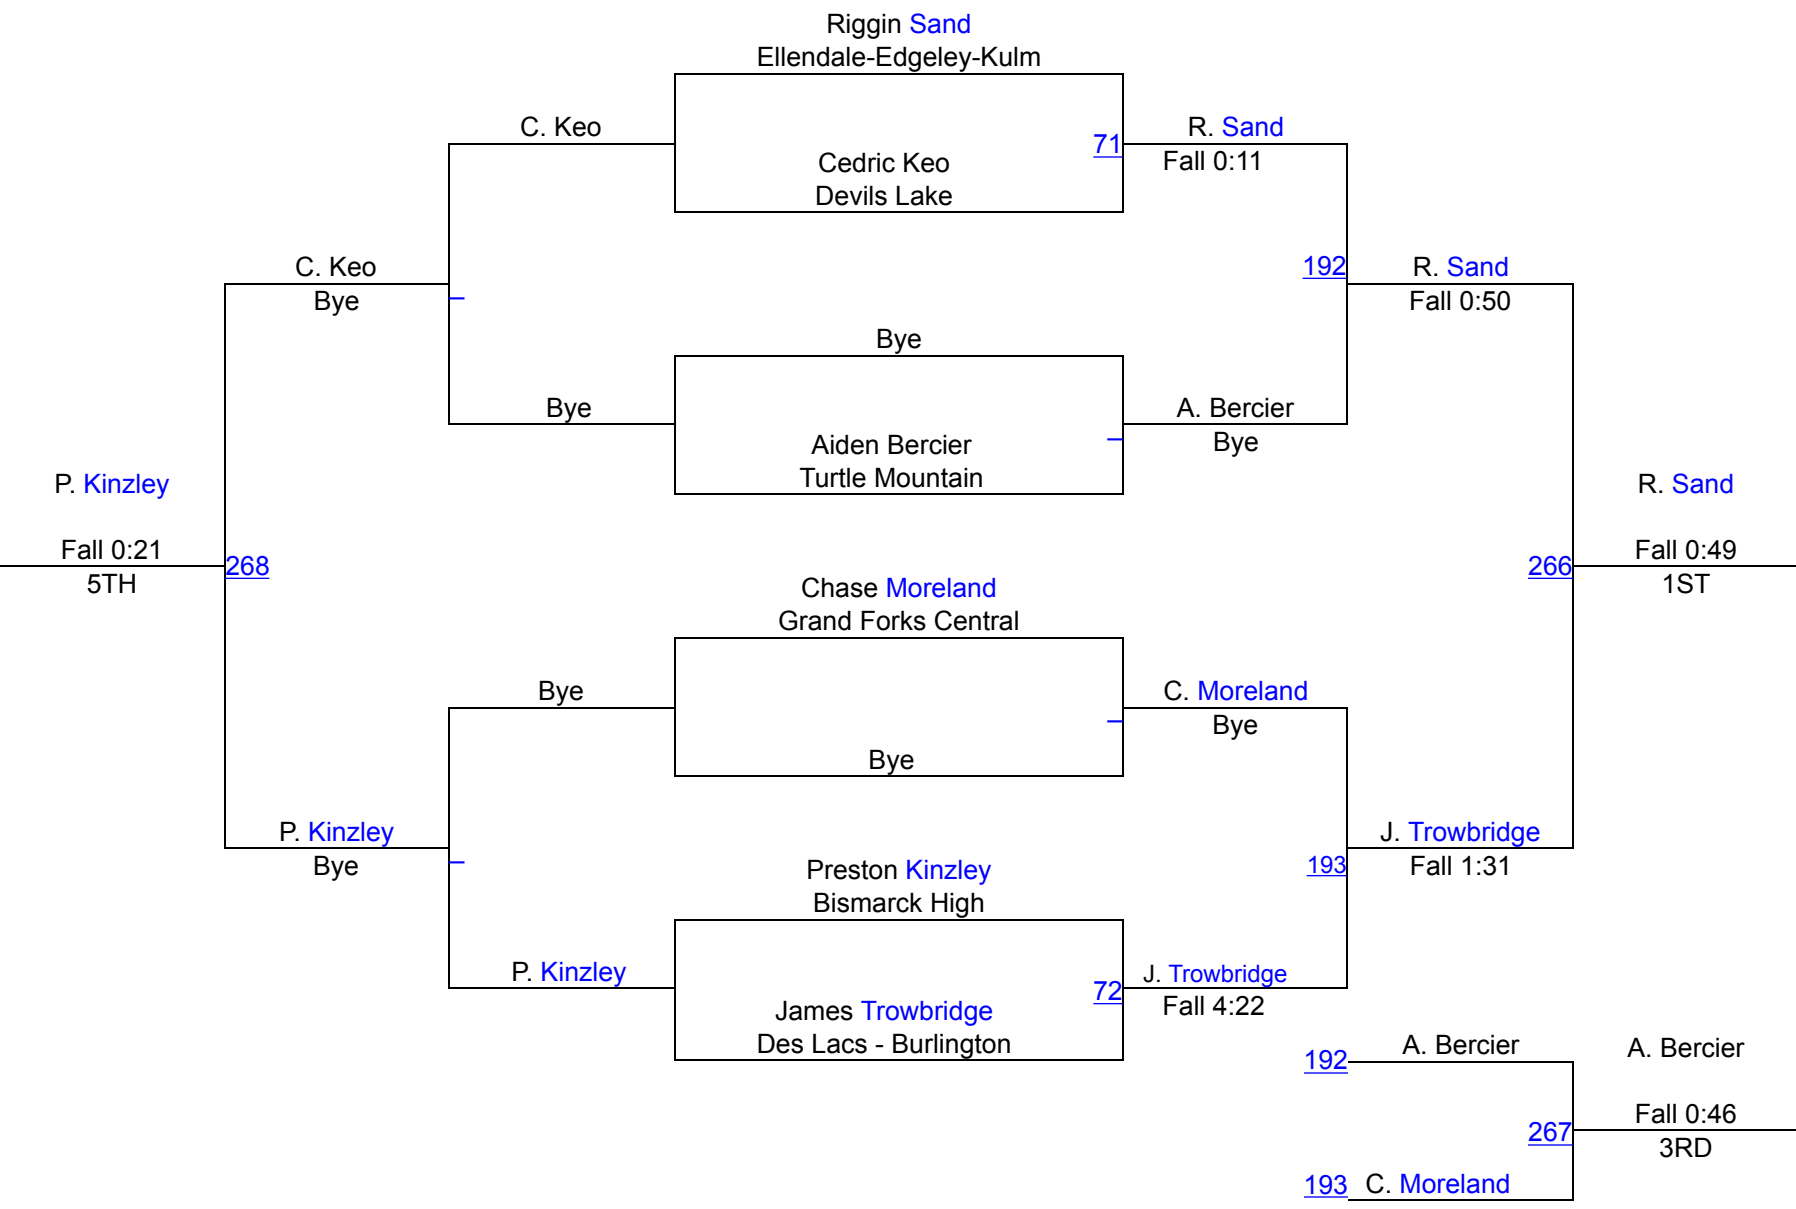 Riggin Sand
Ellendale-Edgeley-Kulm
C. Keo
71
R. Sand
Fall 0:11
Cedric Keo
Devils Lake
C. Keo
Bye
192
R. Sand
Fall 0:50
Bye
Bye
A. Bercier
Bye
Aiden Bercier
Turtle Mountain
P. Kinzley
Fall 0:21
5TH
268
R. Sand
Fall 0:49
1ST
266
Chase Moreland
Grand Forks Central
Bye
C. Moreland
Bye
Bye
P. Kinzley
Bye
193
J. Trowbridge
Fall 1:31
Preston Kinzley
Bismarck High
P. Kinzley
72
J. Trowbridge
Fall 4:22
James Trowbridge
Des Lacs - Burlington
192
A. Bercier
A. Bercier
Fall 0:46
3RD
267
193
C. Moreland